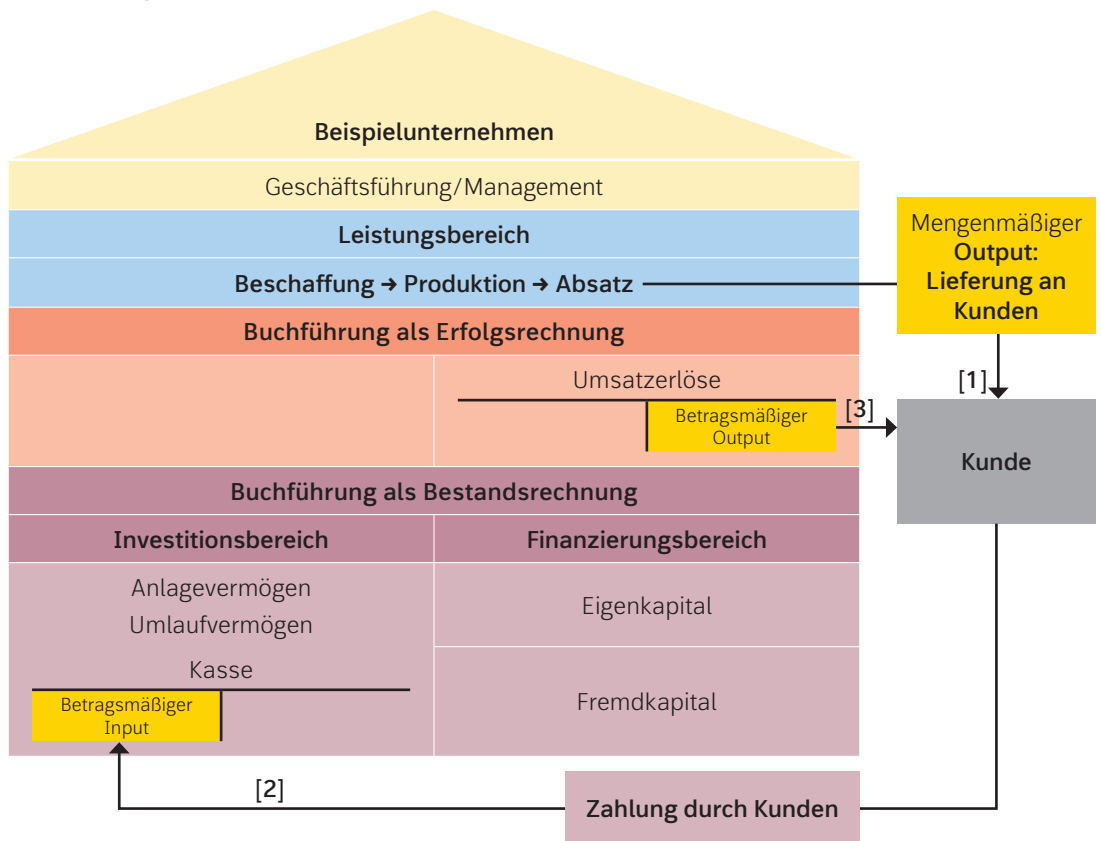 Beispielunternehmen
Geschäftsführung/Management
Leistungsbereich
Beschaffung → Produktion → Absatz
Mengenmäßiger
Output:
Lieferung an
Kunden
[1]
Buchführung als Erfolgsrechnung
Umsatzerlöse
Betragsmäßiger
Output
[3]
Kunde
Buchführung als Bestandsrechnung
Investitionsbereich
Finanzierungsbereich
Anlagevermögen
Umlaufvermögen
Eigenkapital
Kasse
Betragsmäßiger
Input
Fremdkapital
[2]
Zahlung durch Kunden